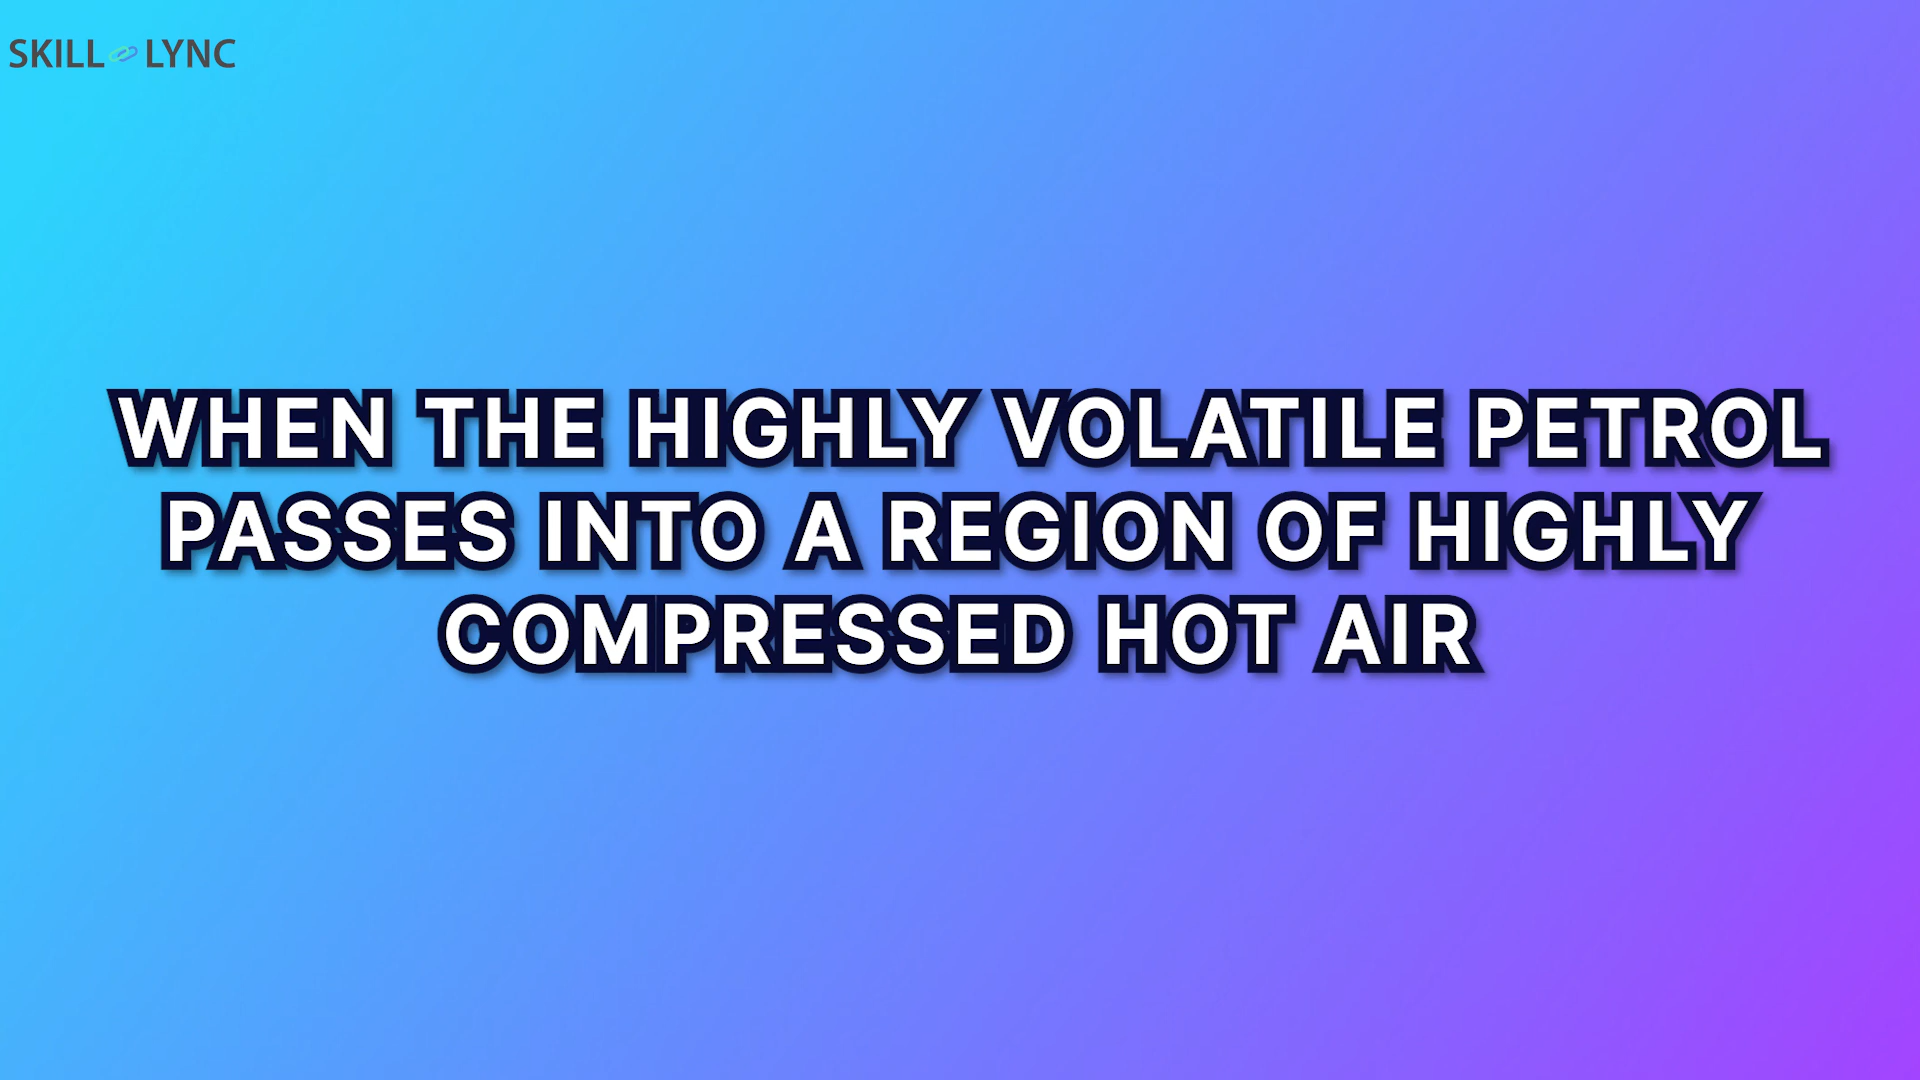 SKILL LYNC
WHEN THE HIGHLY VOLATILE PETROL
PASSES INTO A REGION OF HIGHLY
COMPRESSED HOT AIR